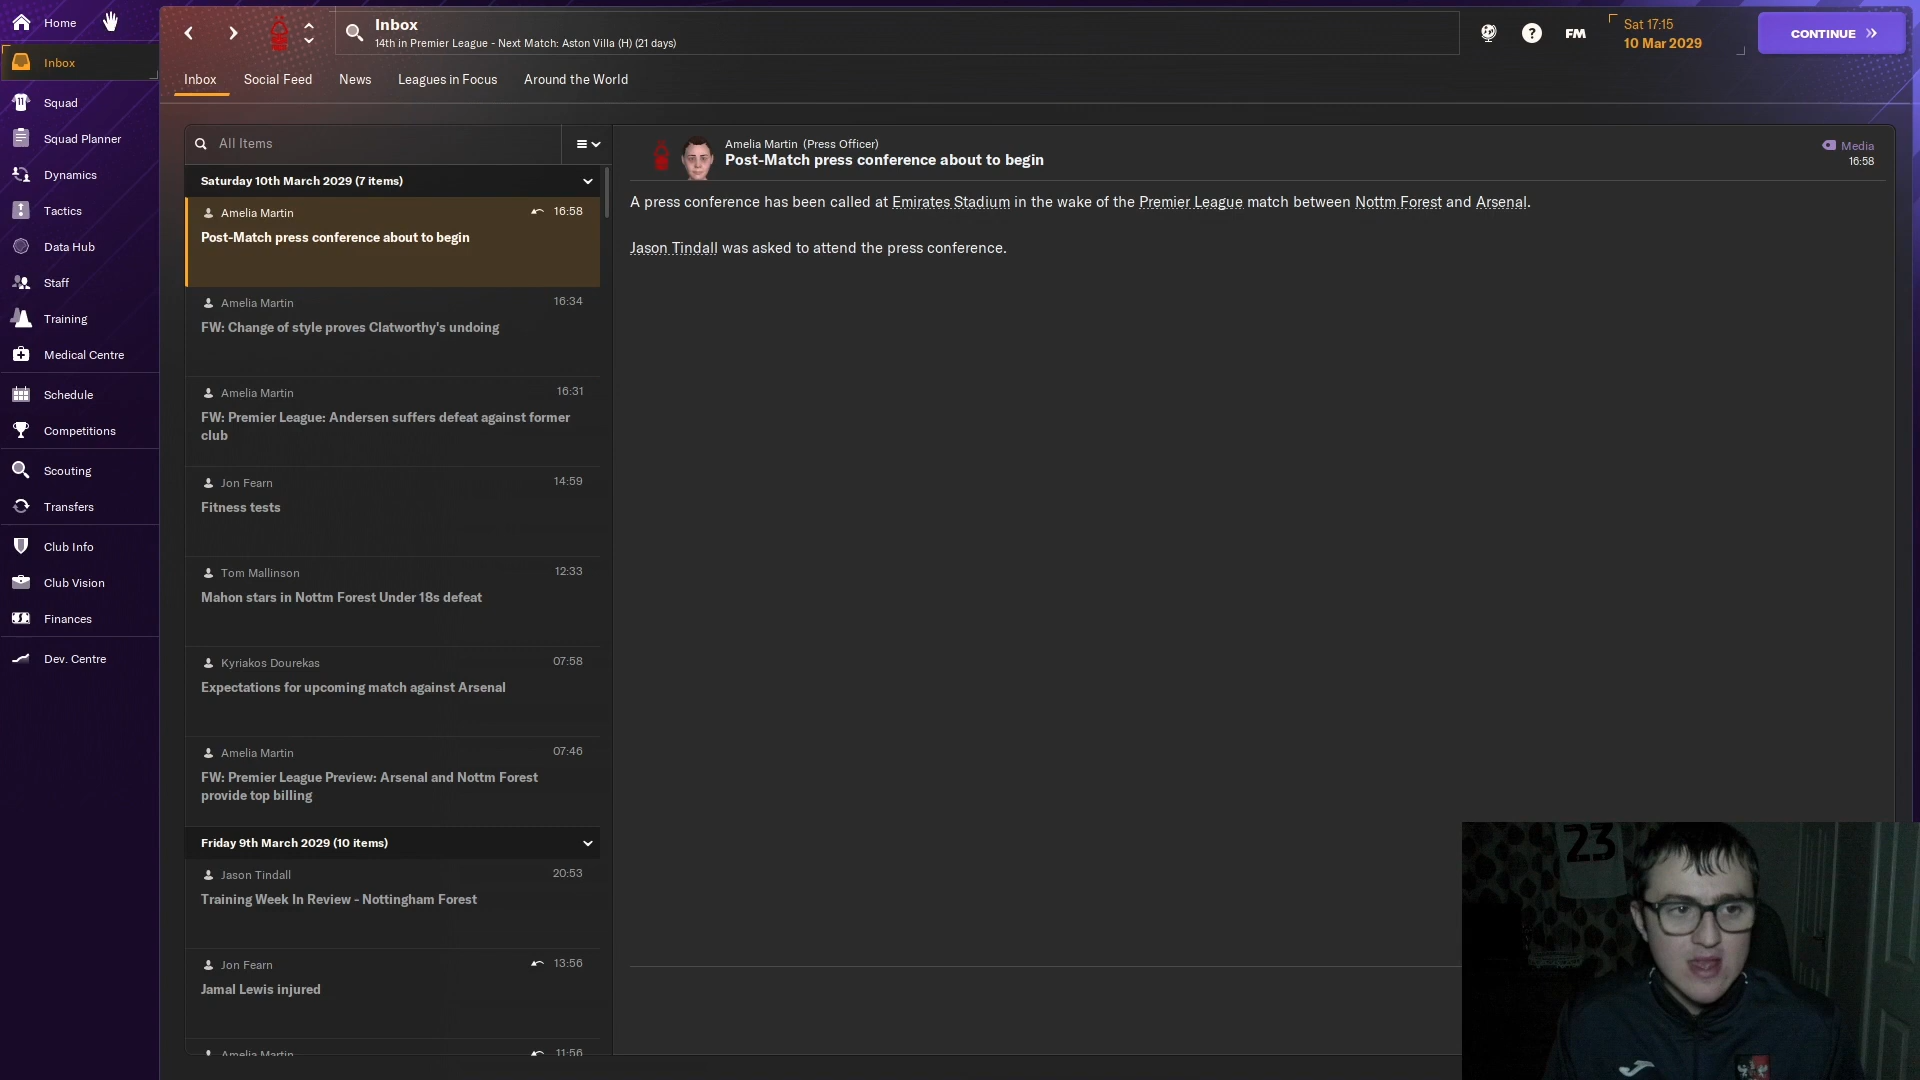 Home
Inbox
Squad
Squad Planner
Dynamics
Tactics
Data Hub
Staff
Training
Medical Centre
Schedule
Competitions
Scouting
Transfers
Club Info
Club Vision
Finances
Dev. Centre
Inbox
14th in Premier League - Next Match: Aston Villa (H) (21 days)
FM
Sat 17:15
10 Mar 2029
CONTINUE
Inbox
Social Feed
News
Leagues in Focus
Around the World
All Items
Saturday 10th March 2029 (7 items)
Amelia Martin
16:58
Post-Match press conference about to begin
Amelia Martin
16:34
FW: Change of style proves Clatworthy's undoing
Amelia Martin
16:31
FW: Premier League: Andersen suffers defeat against former
club
Jon Fearn
14:59
Fitness tests
Tom Mallinson
12:33
Mahon stars in Nottm Forest Under 18s defeat
Kyriakos Dourekas
07:58
Expectations for upcoming match against Arsenal
Amelia Martin
07:46
FW: Premier League Preview: Arsenal and Nottm Forest
provide top billing
Friday 9th March 2029 (10 items)
Jason Tindall
20:53
Training Week In Review - Nottingham Forest
Jon Fearn
13:56
Jamal Lewis injured
Amelia Martin
11:56
Amelia Martin (Press Officer)
Post-Match press conference about to begin
Media
16:58
A press conference has been called at Emirates Stadium in the wake of the Premier League match between Nottm Forest and Arsenal.
Jason Tindall was asked to attend the press conference.
23